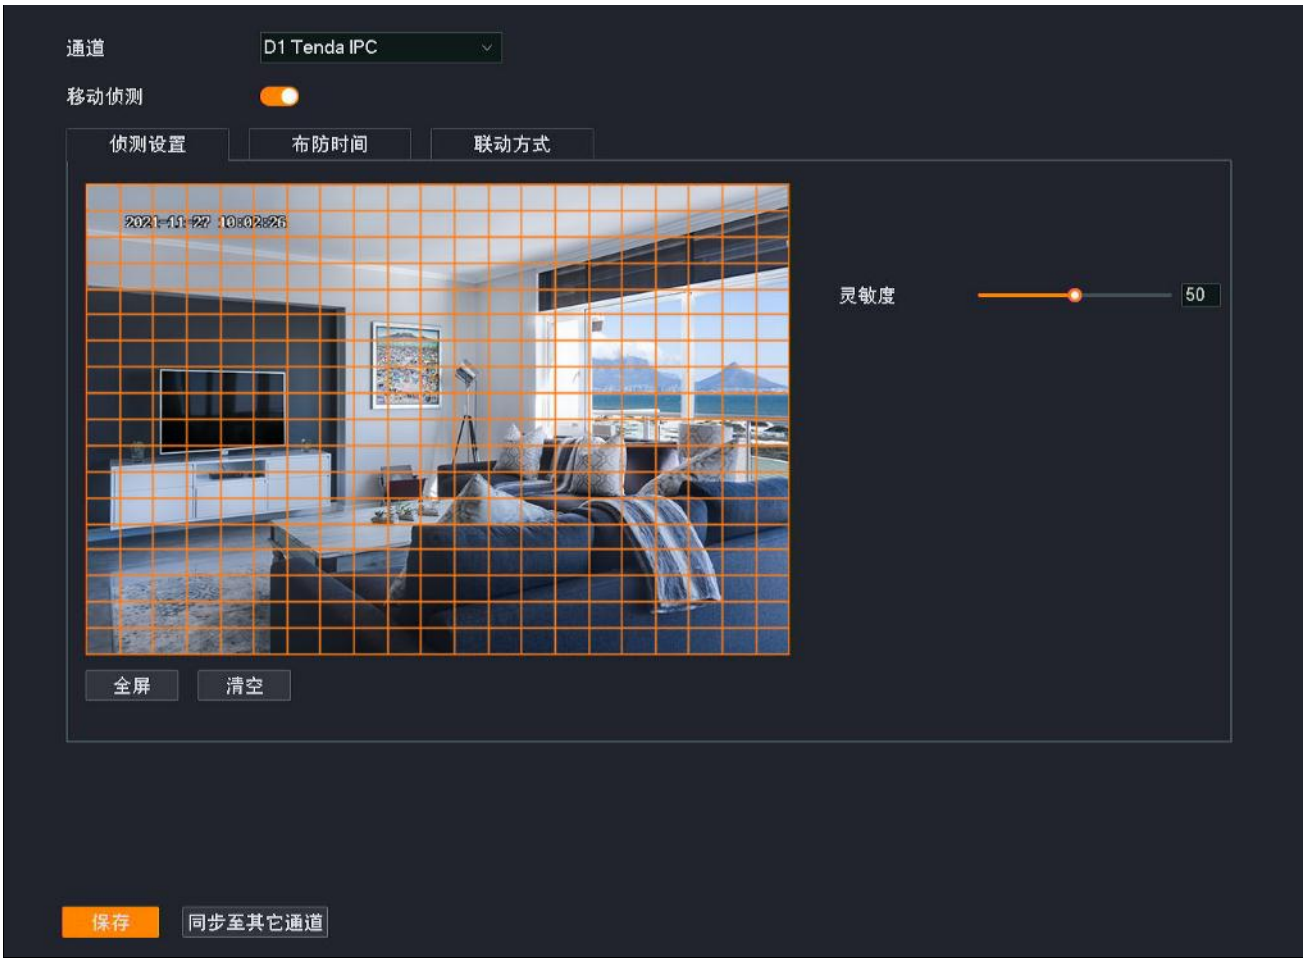 通道 D1 Tenda IPC
移动侦测
侦测设置 布防时间 联动方式
2021-11-27 10:02:26
灵敏度 50
全屏 清空
保存 同步至其它通道